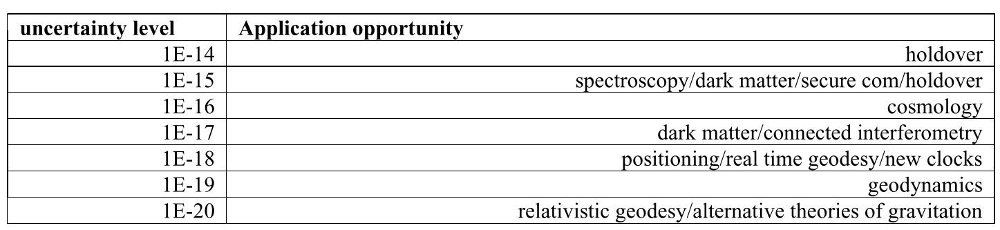 uncertainty level Application opportunity
1E-14 holdover
1E-15 spectroscopy/dark matter/secure com/holdover
1E-16 cosmology
1E-17 dark matter/connected interferometry
1E-18 positioning/real time geodesy/new clocks
1E-19 geodynamics
1E-20 relativistic geodesy/alternative theories of gravitation